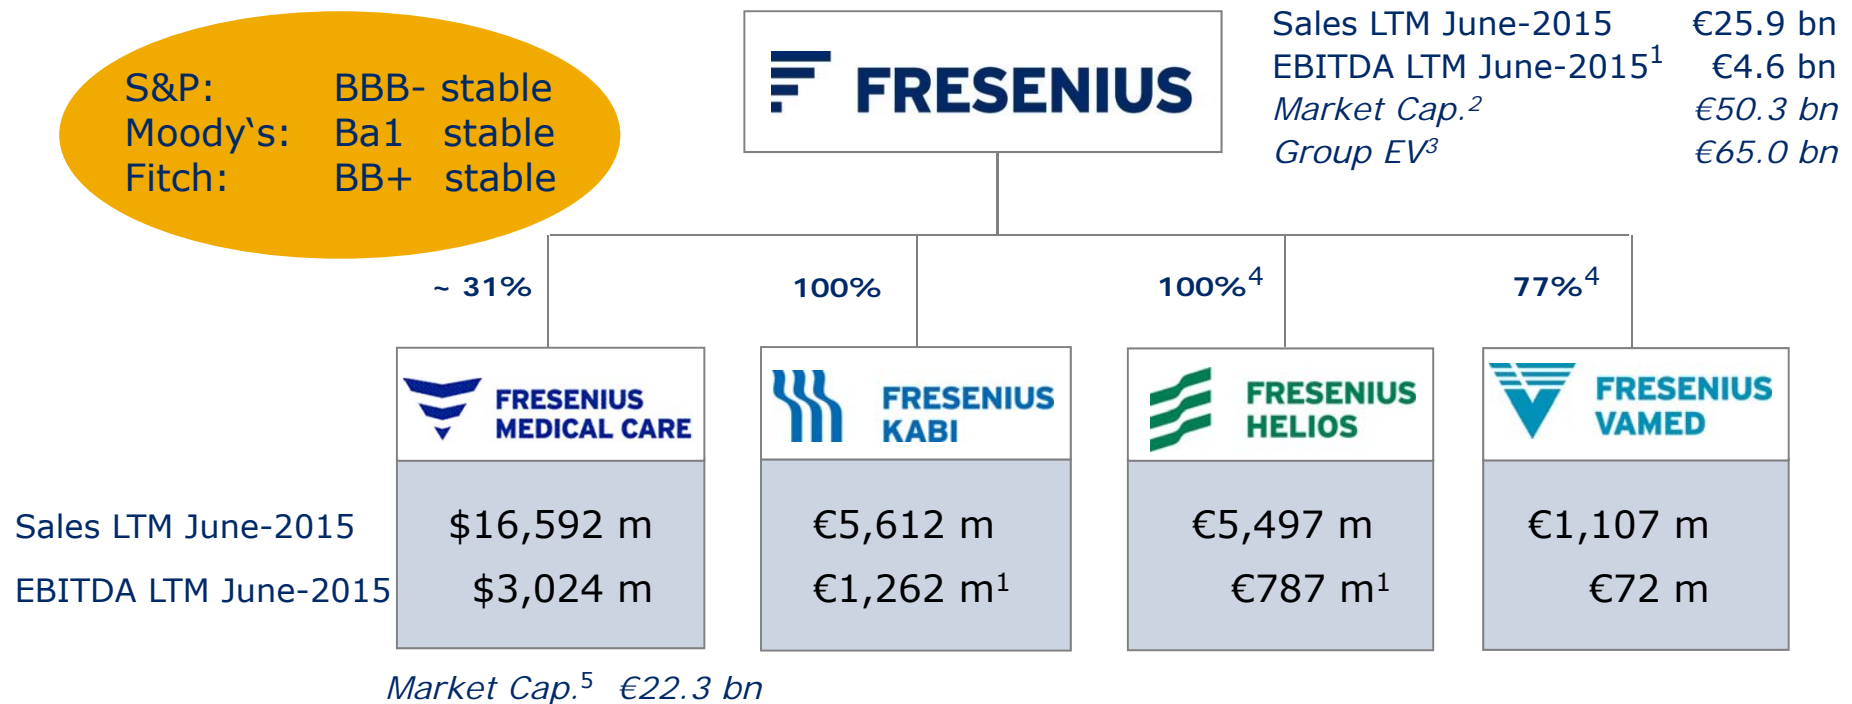 S&P: BBB- stable
Moody‘s: Ba1 stable
Fitch: BB+ stable
FRESENIUS
Sales LTM June-2015 €25.9 bn
EBITDA LTM June-2015¹ €4.6 bn
Market Cap.² €50.3 bn
Group EV³ €65.0 bn
~ 31% 100% 100%⁴ 77%⁴
FRESENIUS
MEDICAL CARE
FRESENIUS
KABI
FRESENIUS
HELIOS
FRESENIUS
VAMED
Sales LTM June-2015 $16,592 m €5,612 m €5,497 m €1,107 m
EBITDA LTM June-2015 $3,024 m €1,262 m¹ €787 m¹ €72 m
Market Cap.⁵ €22.3 bn